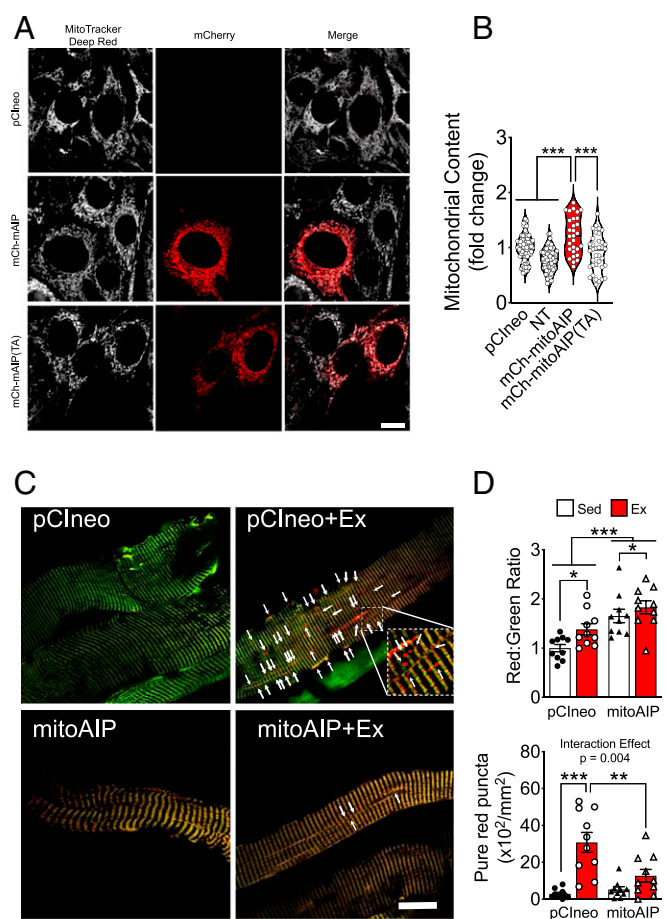 A
MitoTracker
Deep Red
mCherry
Merge
pCIneo
mCh-mAIP
mCh-mAIP(TA)
B
Mitochondrial Content
(fold change)
3
2
1
0
***
***
pCIneo
NT
mCh-mitoAIP
mCh-mitoAIP(TA)
C
pCIneo
pCIneo+Ex
mitoAIP
mitoAIP+Ex
D
Sed
Ex
Red:Green Ratio
3
2
1
0
***
*
*
pCIneo
mitoAIP
Pure red puncta
(x10²/mm²)
80
60
40
20
0
Interaction Effect
p = 0.004
***
**
pCIneo
mitoAIP